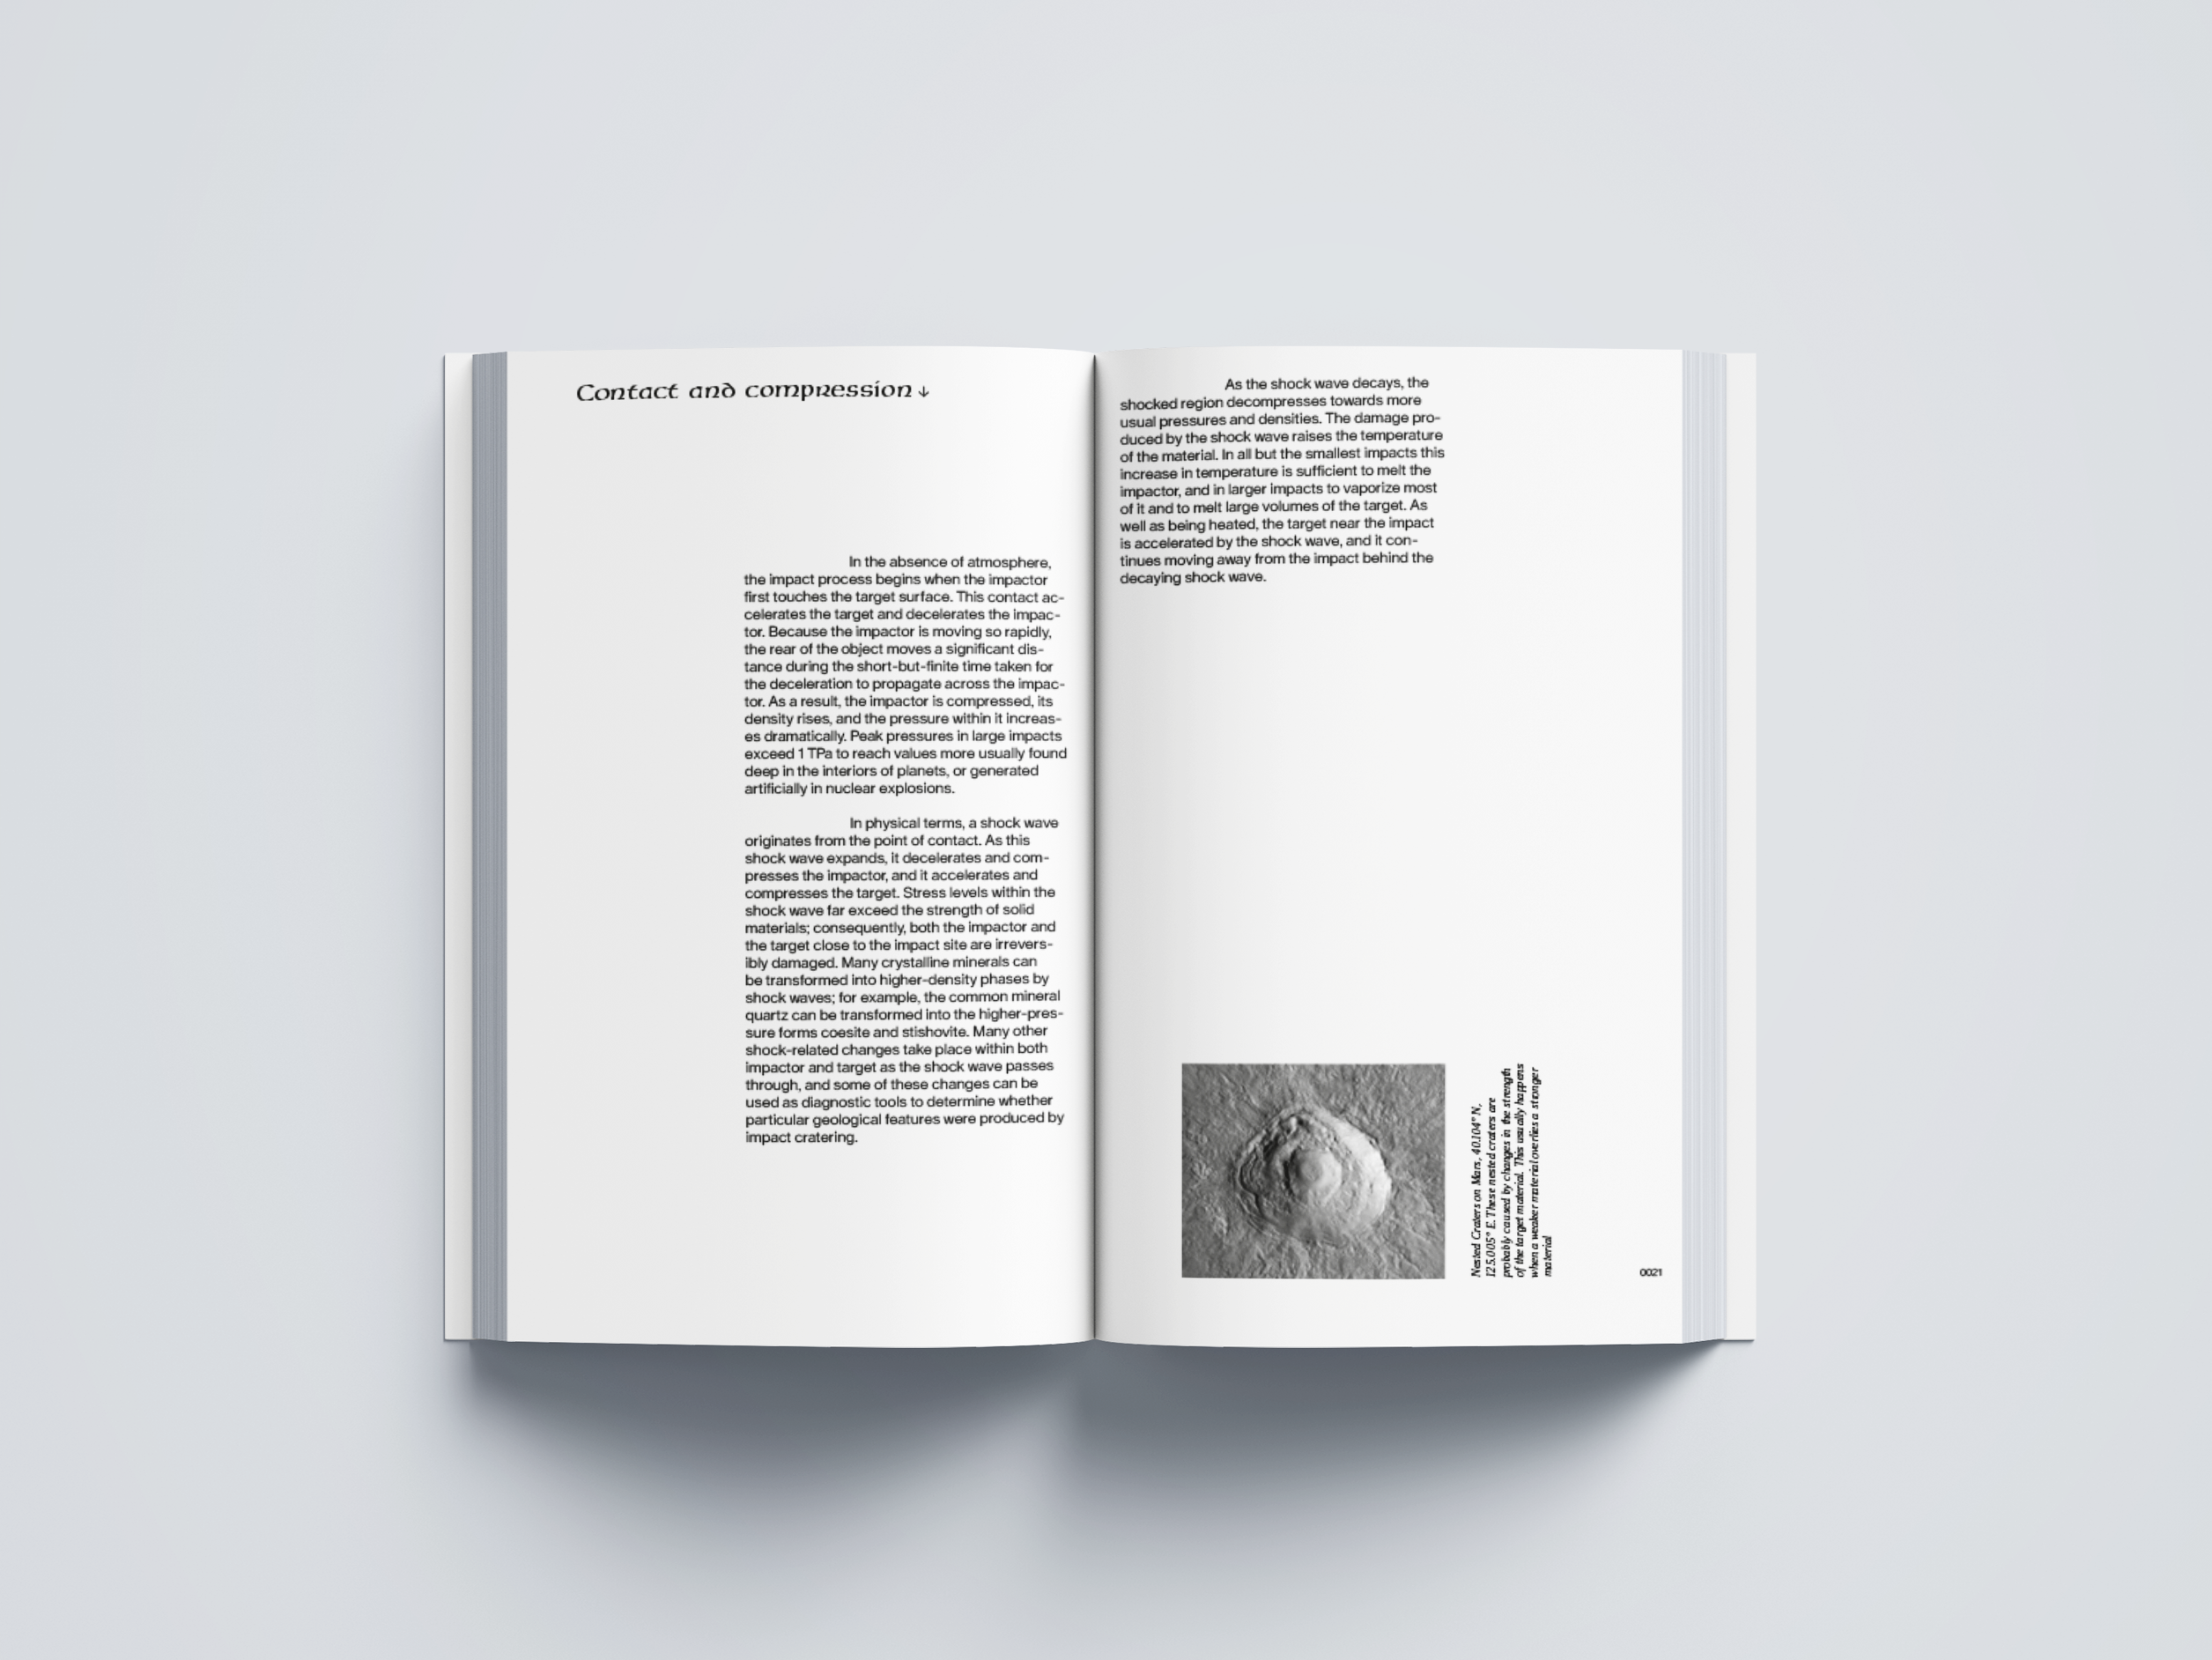 Contact and compression ↓
In the absence of atmosphere,
the impact process begins when the impactor
first touches the target surface. This contact ac-
celerates the target and decelerates the impac-
tor. Because the impactor is moving so rapidly,
the rear of the object moves a significant dis-
tance during the short-but-finite time taken for
the deceleration to propagate across the impac-
tor. As a result, the impactor is compressed, its
density rises, and the pressure within it increas-
es dramatically. Peak pressures in large impacts
exceed 1 TPa to reach values more usually found
deep in the interiors of planets, or generated
artificially in nuclear explosions.
In physical terms, a shock wave
originates from the point of contact. As this
shock wave expands, it decelerates and com-
presses the impactor, and it accelerates and
compresses the target. Stress levels within the
shock wave far exceed the strength of solid
materials; consequently, both the impactor and
the target close to the impact site are irrevers-
ibly damaged. Many crystalline minerals can
be transformed into higher-density phases by
shock waves; for example, the common mineral
quartz can be transformed into the higher-pres-
sure forms coesite and stishovite. Many other
shock-related changes take place within both
impactor and target as the shock wave passes
through, and some of these changes can be
used as diagnostic tools to determine whether
particular geological features were produced by
impact cratering.
As the shock wave decays, the
shocked region decompresses towards more
usual pressures and densities. The damage pro-
duced by the shock wave raises the temperature
of the material. In all but the smallest impacts this
increase in temperature is sufficient to melt the
impactor, and in larger impacts to vaporize most
of it and to melt large volumes of the target. As
well as being heated, the target near the impact
is accelerated by the shock wave, and it con-
tinues moving away from the impact behind the
decaying shock wave.
Nested Craters on Mars, 40.104° N,
125.005° E. These nested craters are
probably caused by changes in the strength
of the target material. This usually happens
when a weaker material overlies a stronger
material
0021